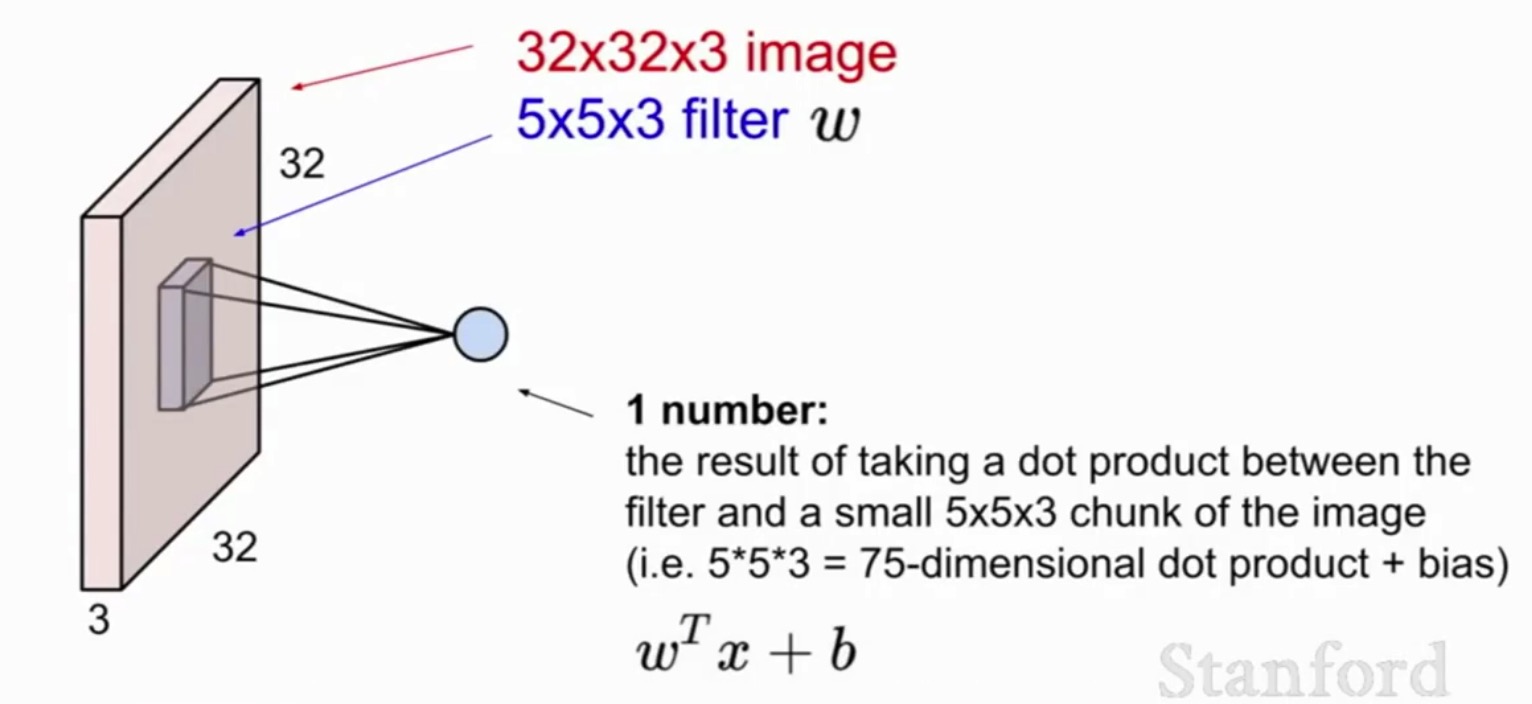 32x32x3 image
5x5x3 filter w
32
32
3
1 number:
the result of taking a dot product between the
filter and a small 5x5x3 chunk of the image
(i.e. 5*5*3 = 75-dimensional dot product + bias)
w^T x + b
Stanford